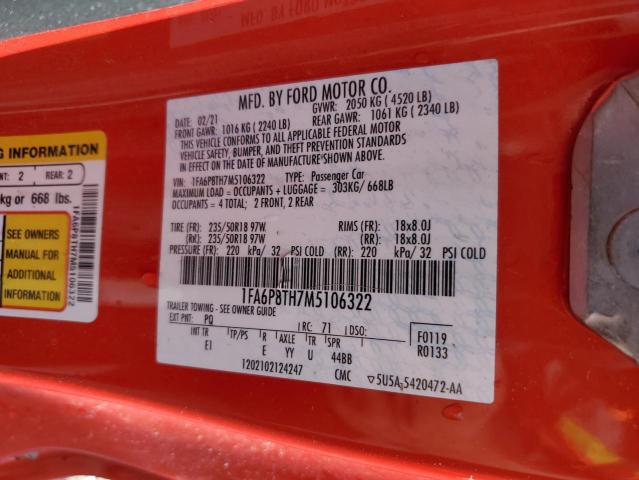 MFD. BY FORD MOTOR CO.
DATE: 02/21 GVWR: 2050 KG ( 4520 LB)
FRONT GAWR: 1016 KG ( 2240 LB) REAR GAWR: 1061 KG ( 2340 LB)
THIS VEHICLE CONFORMS TO ALL APPLICABLE FEDERAL MOTOR
VEHICLE SAFETY, BUMPER, AND THEFT PREVENTION STANDARDS
IN EFFECT ON THE DATE OF MANUFACTURE SHOWN ABOVE.
VIN: 1FA6P8TH7M5106322 TYPE: Passenger Car
MAXIMUM LOAD = OCCUPANTS + LUGGAGE = 303KG/ 668LB
OCCUPANTS = 4 TOTAL; 2 FRONT, 2 REAR
TIRE (FR): 235/50R18 97W RIMS (FR): 18x8.0J
(RR): 235/50R18 97W (RR): 18x8.0J
PRESSURE (FR): 220 kPa/ 32 PSI COLD (RR) 220 kPa/ 32 PSI COLD
1FA6P8TH7M5106322
TRAILER TOWING - SEE OWNER GUIDE
EXT PNT: PQ RC: 71 DSO:
F0119
R0133
INT TR TP/PS R AXLE TR SPR
EI E YY U 44BB
1202102124247 CMC ▽5U5A-5420472-AA
G INFORMATION
NT: 2 REAR: 2
kg or 668 lbs.
SEE OWNERS
MANUAL FOR
ADDITIONAL
INFORMATION
1FA6P8TH7M5106322